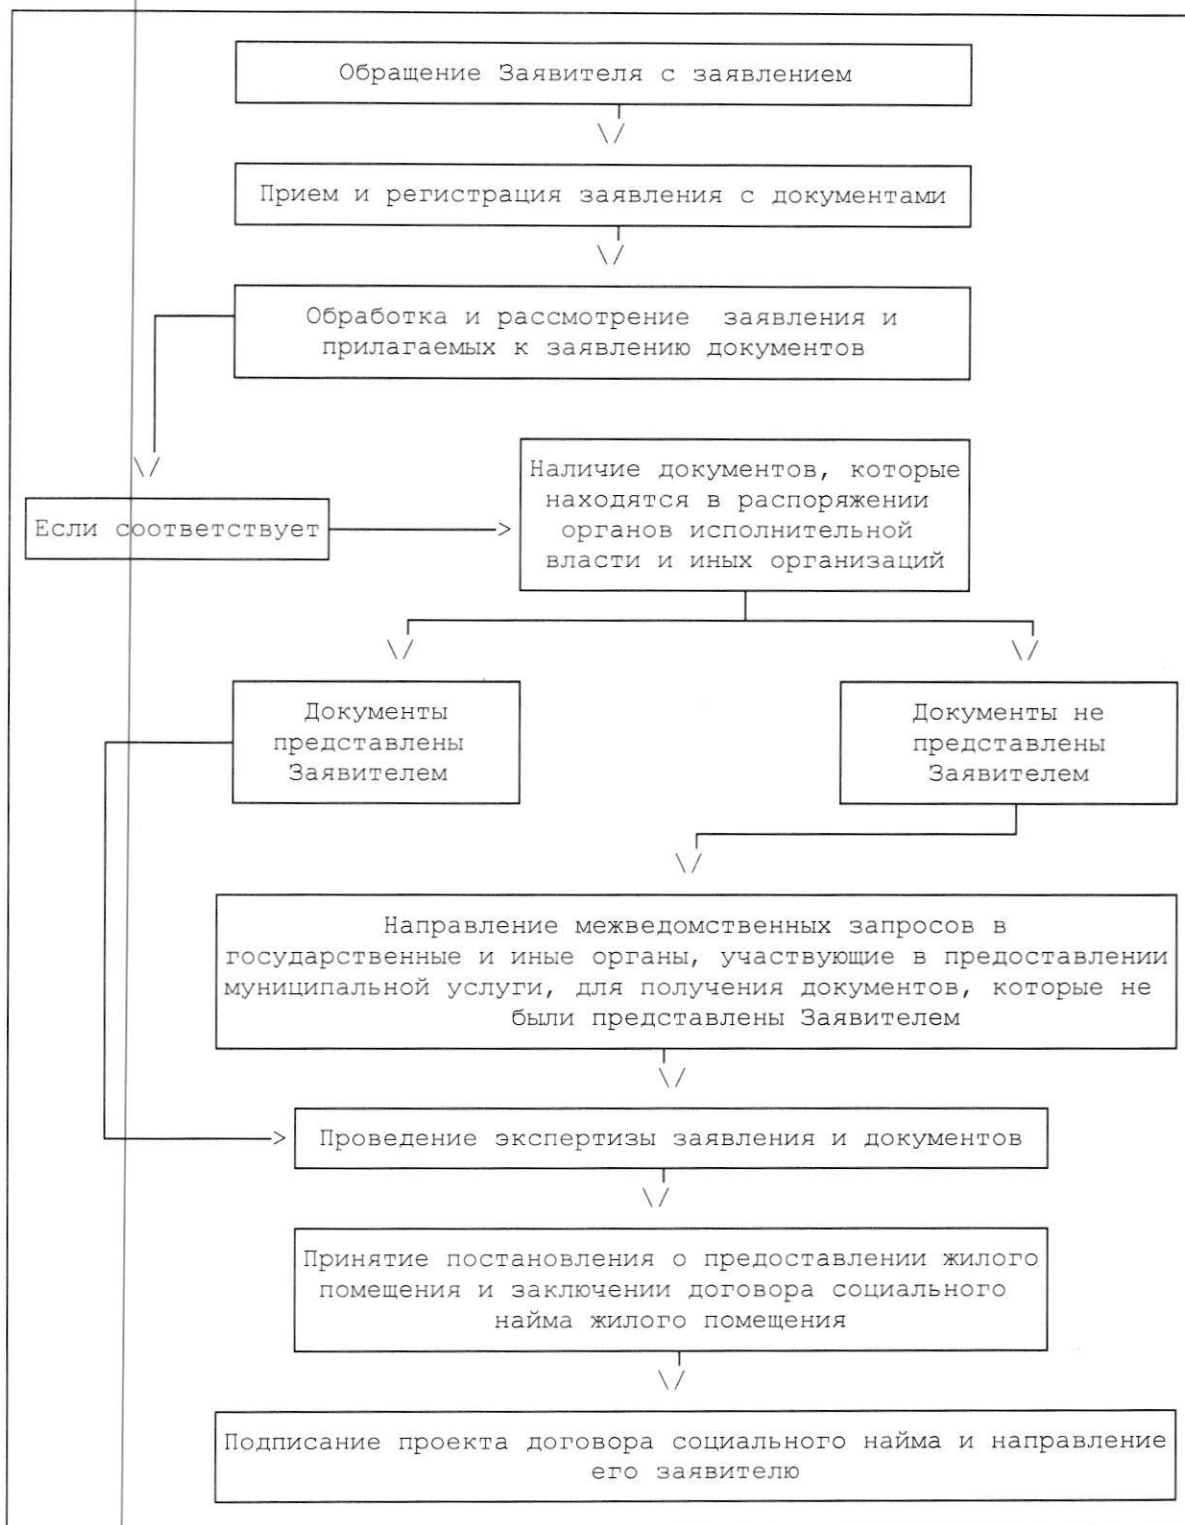 Обращение Заявителя с заявлением
Прием и регистрация заявления с документами
Обработка и рассмотрение заявления и
прилагаемых к заявлению документов
Наличие документов, которые
находятся в распоряжении
органов исполнительной
власти и иных организаций
Если соответствует
Документы
представлены
Заявителем
Документы не
представлены
Заявителем
Направление межведомственных запросов в
государственные и иные органы, участвующие в предоставлении
муниципальной услуги, для получения документов, которые не
были представлены Заявителем
Проведение экспертизы заявления и документов
Принятие постановления о предоставлении жилого
помещения и заключении договора социального
найма жилого помещения
Подписание проекта договора социального найма и направление
его заявителю